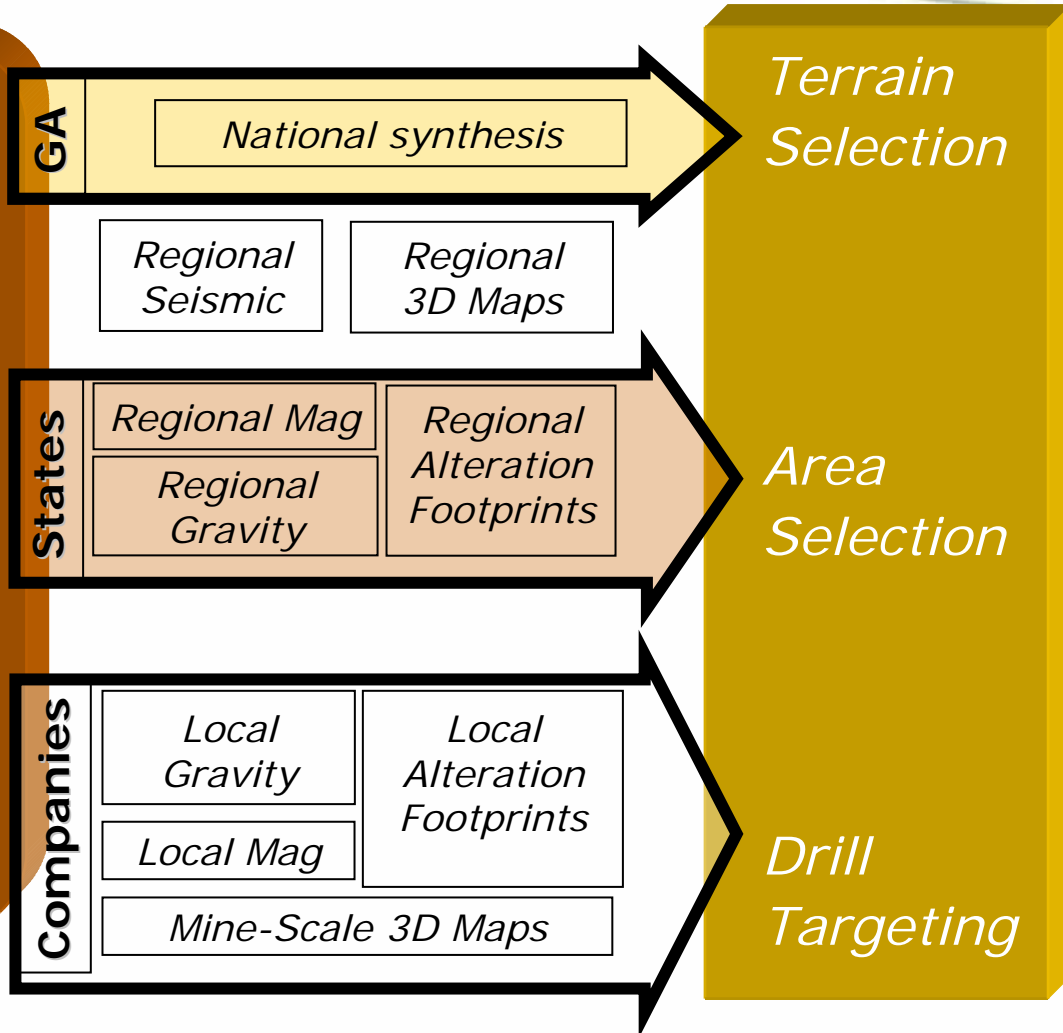 GA
National synthesis
Terrain
Selection
Regional
Seismic
Regional
3D Maps
States
Regional Mag
Regional
Gravity
Regional
Alteration
Footprints
Area
Selection
Companies
Local
Gravity
Local
Alteration
Footprints
Local Mag
Mine-Scale 3D Maps
Drill
Targeting